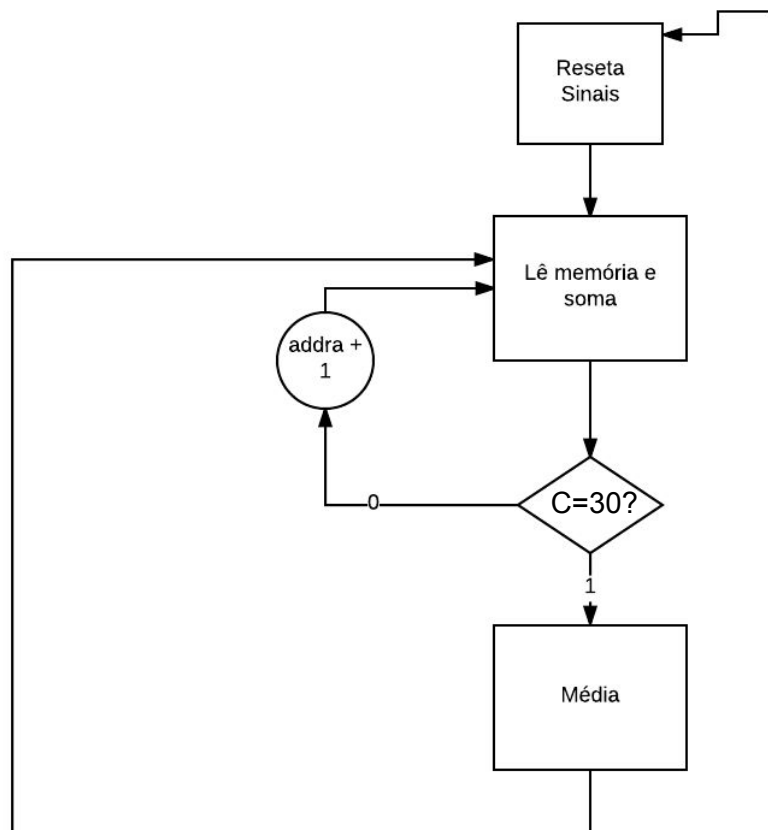 Reseta
Sinais
Lê memória e
soma
addra +
1
C=30?
0
1
Média